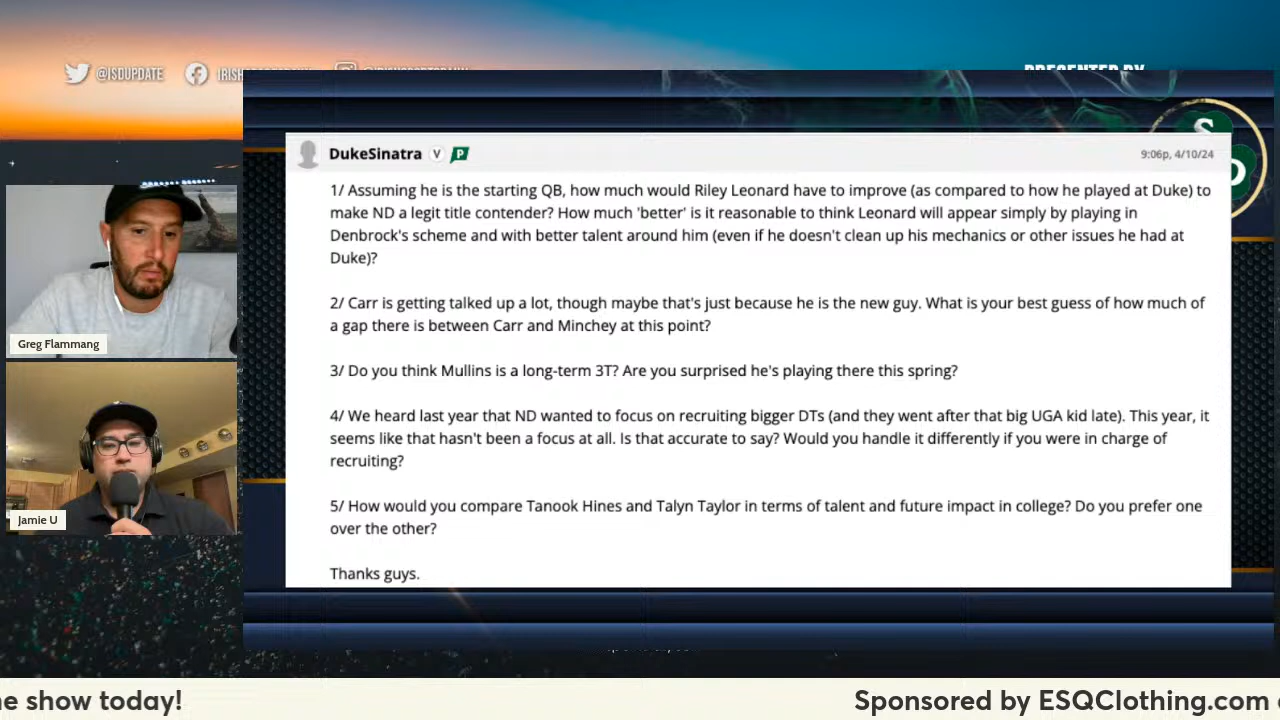 @ISDUPDATE
IRISH
PRESENTED BY
S
D
DukeSinatra V P
9:06p, 4/10/24
1/ Assuming he is the starting QB, how much would Riley Leonard have to improve (as compared to how he played at Duke) to
make ND a legit title contender? How much 'better' is it reasonable to think Leonard will appear simply by playing in
Denbrock's scheme and with better talent around him (even if he doesn't clean up his mechanics or other issues he had at
Duke)?
2/ Carr is getting talked up a lot, though maybe that's just because he is the new guy. What is your best guess of how much of
a gap there is between Carr and Minchey at this point?
3/ Do you think Mullins is a long-term 3T? Are you surprised he's playing there this spring?
4/ We heard last year that ND wanted to focus on recruiting bigger DTs (and they went after that big UGA kid late). This year, it
seems like that hasn't been a focus at all. Is that accurate to say? Would you handle it differently if you were in charge of
recruiting?
5/ How would you compare Tanook Hines and Talyn Taylor in terms of talent and future impact in college? Do you prefer one
over the other?
Thanks guys.
Greg Flammang
Jamie U
e show today!
Sponsored by ESQClothing.com